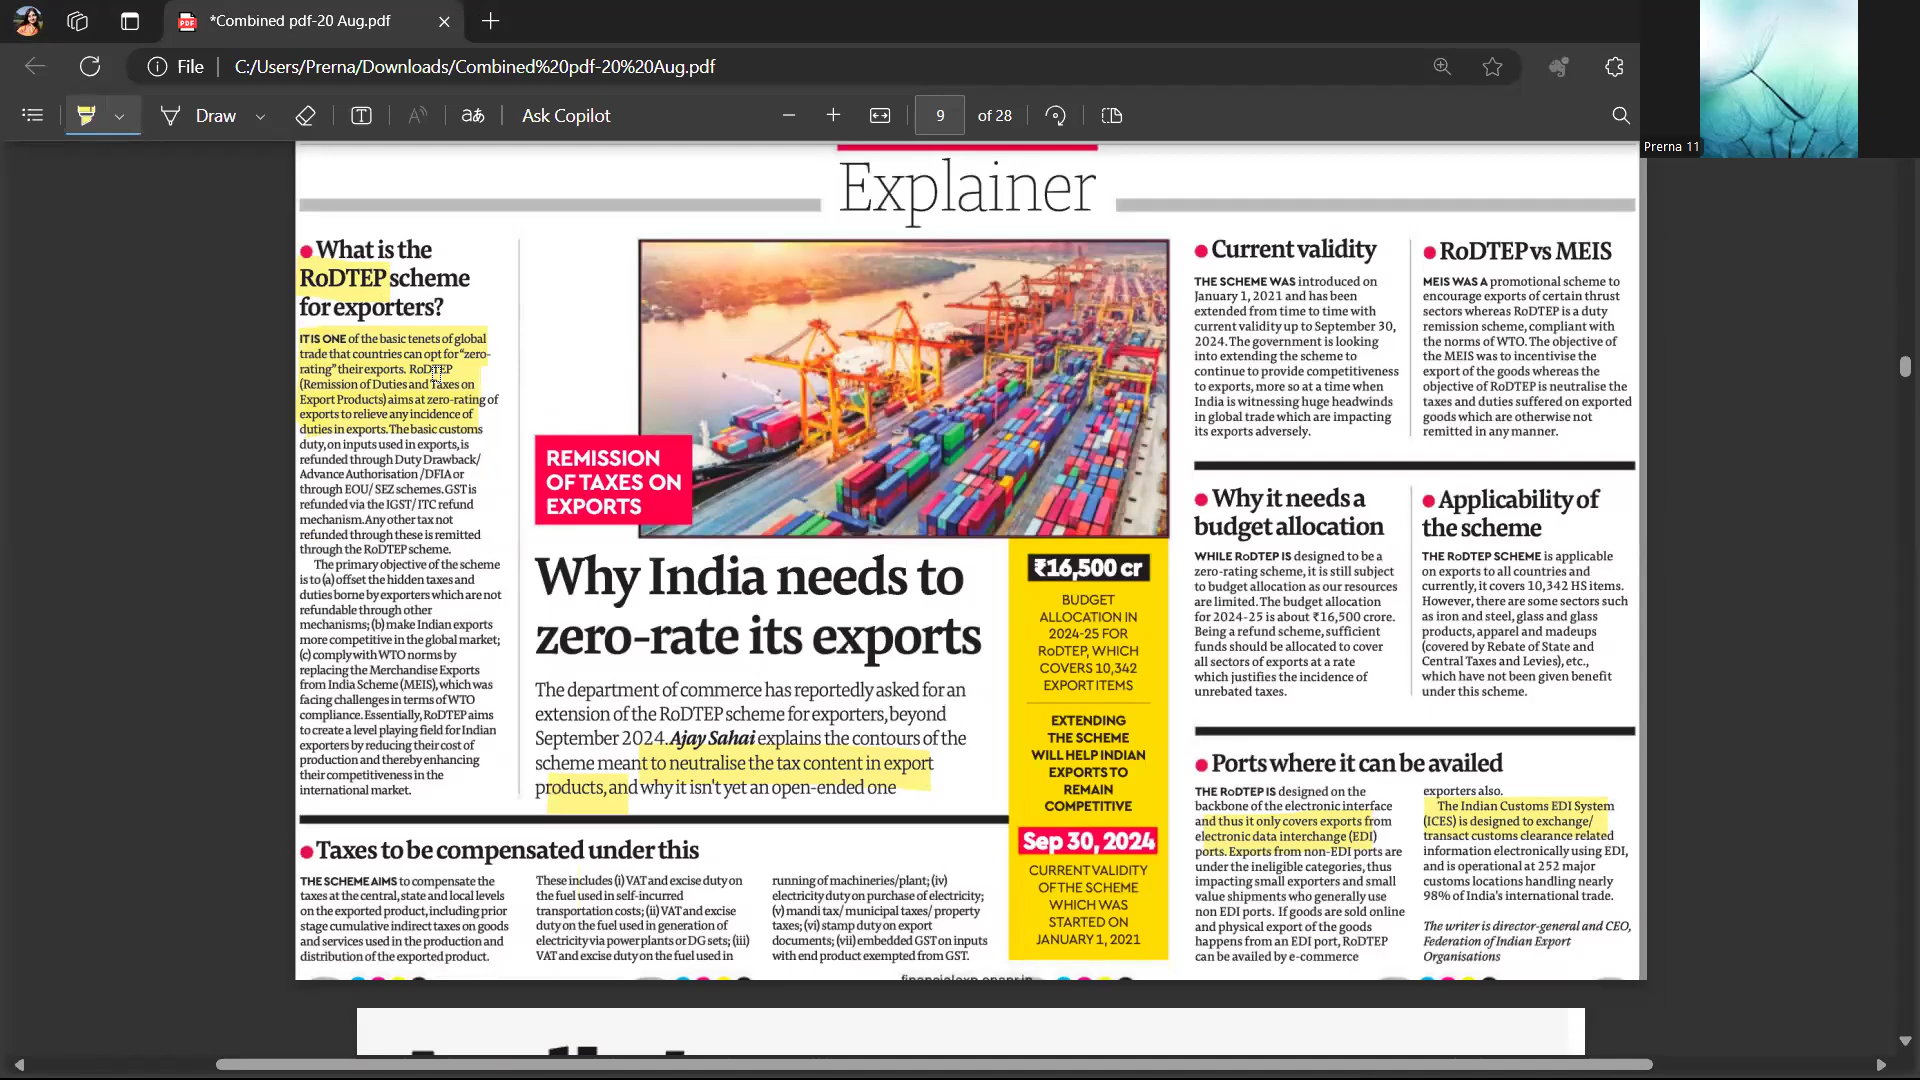 *Combined pdf-20 Aug.pdf
File
C:/Users/Prerna/Downloads/Combined%20pdf-20%20Aug.pdf
Draw
aあ
Ask Copilot
9
of 28
Prerna 11
Explainer
What is the
RoDTEP scheme
for exporters?
IT IS ONE of the basic tenets of global
trade that countries can opt for “zero-
rating” their exports. RoDTEP
(Remission of Duties and Taxes on
Export Products) aims at zero-rating of
exports to relieve any incidence of
duties in exports. The basic customs
duty, on inputs used in exports, is
refunded through Duty Drawback/
Advance Authorisation /DFIA or
through EOU/ SEZ schemes. GST is
refunded via the IGST/ ITC refund
mechanism. Any other tax not
refunded through these is remitted
through the RoDTEP scheme.
The primary objective of the scheme
is to (a) offset the hidden taxes and
duties borne by exporters which are not
refundable through other
mechanisms; (b) make Indian exports
more competitive in the global market;
(c) comply with WTO norms by
replacing the Merchandise Exports
from India Scheme (MEIS), which was
facing challenges in terms of WTO
compliance. Essentially, RoDTEP aims
to create a level playing field for Indian
exporters by reducing their cost of
production and thereby enhancing
their competitiveness in the
international market.
REMISSION
OF TAXES ON
EXPORTS
Why India needs to
zero-rate its exports
The department of commerce has reportedly asked for an
extension of the RoDTEP scheme for exporters, beyond
September 2024. Ajay Sahai explains the contours of the
scheme meant to neutralise the tax content in export
products, and why it isn't yet an open-ended one
₹16,500 cr
BUDGET
ALLOCATION IN
2024-25 FOR
RoDTEP, WHICH
COVERS 10,342
EXPORT ITEMS
EXTENDING
THE SCHEME
WILL HELP INDIAN
EXPORTS TO
REMAIN
COMPETITIVE
Sep 30, 2024
CURRENT VALIDITY
OF THE SCHEME
WHICH WAS
STARTED ON
JANUARY 1, 2021
Taxes to be compensated under this
THE SCHEME AIMS to compensate the
taxes at the central, state and local levels
on the exported product, including prior
stage cumulative indirect taxes on goods
and services used in the production and
distribution of the exported product.
These includes (i) VAT and excise duty on
the fuel used in self-incurred
transportation costs; (ii) VAT and excise
duty on the fuel used in generation of
electricity via power plants or DG sets; (iii)
VAT and excise duty on the fuel used in
running of machineries/plant; (iv)
electricity duty on purchase of electricity;
(v) mandi tax/ municipal taxes/ property
taxes; (vi) stamp duty on export
documents; (vii) embedded GST on inputs
with end product exempted from GST.
Current validity
THE SCHEME WAS introduced on
January 1, 2021 and has been
extended from time to time with
current validity up to September 30,
2024. The government is looking
into extending the scheme to
continue to provide competitiveness
to exports, more so at a time when
India is witnessing huge headwinds
in global trade which are impacting
its exports adversely.
RoDTEP vs MEIS
MEIS WAS A promotional scheme to
encourage exports of certain thrust
sectors whereas RoDTEP is a duty
remission scheme, compliant with
the norms of WTO. The objective of
the MEIS was to incentivise the
export of the goods whereas the
objective of RoDTEP is neutralise the
taxes and duties suffered on exported
goods which are otherwise not
remitted in any manner.
Why it needs a
budget allocation
WHILE RoDTEP IS designed to be a
zero-rating scheme, it is still subject
to budget allocation as our resources
are limited. The budget allocation
for 2024-25 is about ₹16,500 crore.
Being a refund scheme, sufficient
funds should be allocated to cover
all sectors of exports at a rate
which justifies the incidence of
unrebated taxes.
Applicability of
the scheme
THE RoDTEP SCHEME is applicable
on exports to all countries and
currently, it covers 10,342 HS items.
However, there are some sectors such
as iron and steel, glass and glass
products, apparel and madeups
(covered by Rebate of State and
Central Taxes and Levies), etc.,
which have not been given benefit
under this scheme.
Ports where it can be availed
THE RoDTEP IS designed on the
backbone of the electronic interface
and thus it only covers exports from
electronic data interchange (EDI)
ports. Exports from non-EDI ports are
under the ineligible categories, thus
impacting small exporters and small
value shipments who generally use
non EDI ports. If goods are sold online
and physical export of the goods
happens from an EDI port, RoDTEP
can be availed by e-commerce
exporters also.
The Indian Customs EDI System
(ICES) is designed to exchange/
transact customs clearance related
information electronically using EDI,
and is operational at 252 major
customs locations handling nearly
98% of India's international trade.
The writer is director-general and CEO,
Federation of Indian Export
Organisations